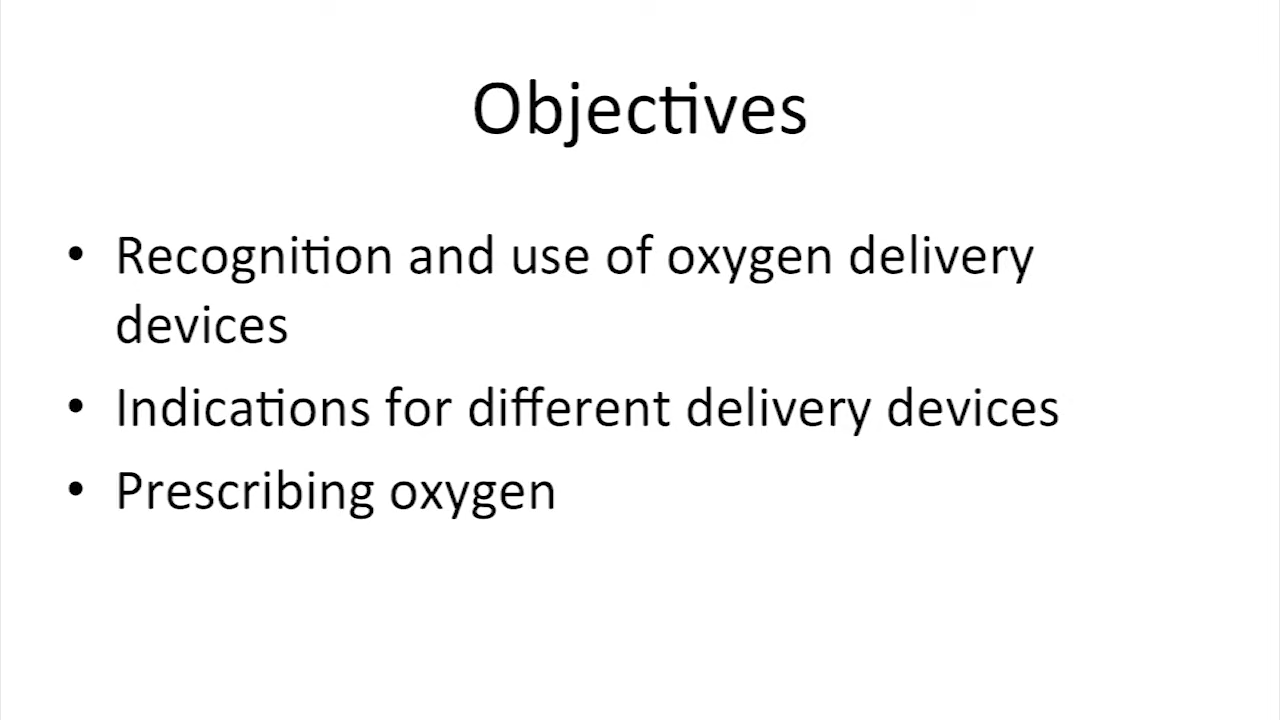 Objectives
• Recognition and use of oxygen delivery
devices
• Indications for different delivery devices
• Prescribing oxygen